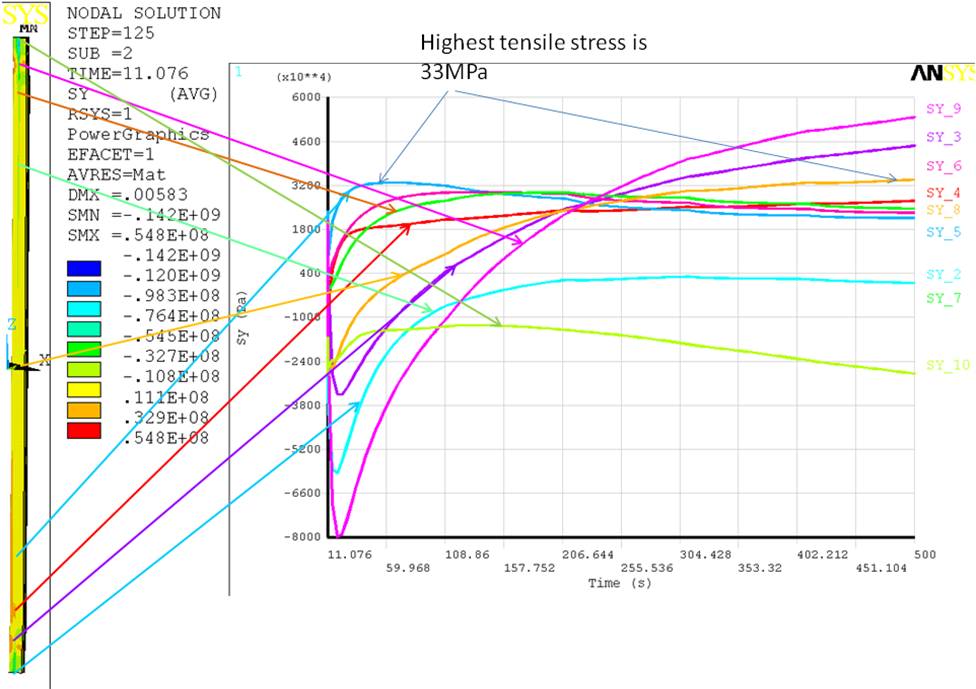 SYS
MN
NODAL SOLUTION
STEP=125
SUB =2
TIME=11.076
SY (AVG)
RSYS=1
PowerGraphics
EFACET=1
AVRES=Mat
DMX =.00583
SMN =-.142E+09
SMX =.548E+08
-.142E+09
-.120E+09
-.983E+08
-.764E+08
-.545E+08
-.327E+08
-.108E+08
.111E+08
.329E+08
.548E+08
Z
X
Highest tensile stress is
33MPa
1
ANSYS
(x10**4)
6000
4600
3200
1800
400
-1000
-2400
-3800
-5200
-6600
-8000
sy (Pa)
SY_9
SY_3
SY_6
SY_4
SY_8
SY_5
SY_2
SY_7
SY_10
11.076 108.86 206.644 304.428 402.212 500
59.968 157.752 255.536 353.32 451.104
Time (s)